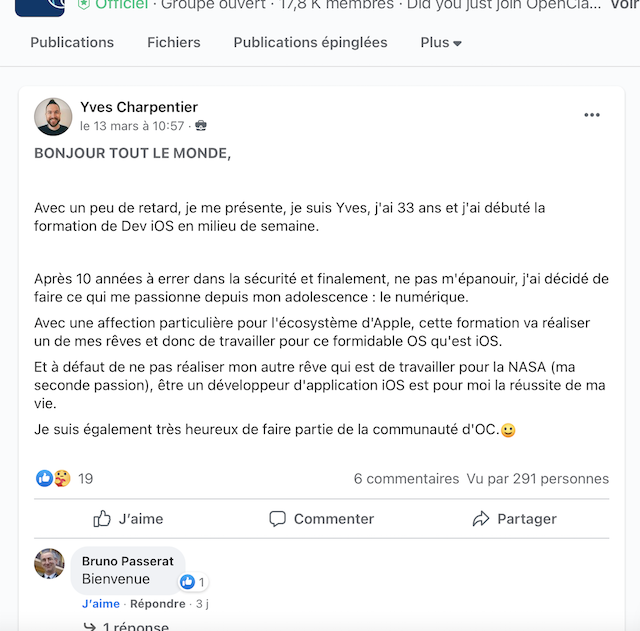 Officiel · Groupe ouvert · 17,8 K membres · Did you just join OpenCla... Voir
Publications Fichiers Publications épinglées Plus
Yves Charpentier
le 13 mars à 10:57 ·
BONJOUR TOUT LE MONDE,
Avec un peu de retard, je me présente, je suis Yves, j'ai 33 ans et j'ai débuté la
formation de Dev iOS en milieu de semaine.
Après 10 années à errer dans la sécurité et finalement, ne pas m'épanouir, j'ai décidé de
faire ce qui me passionne depuis mon adolescence : le numérique.
Avec une affection particulière pour l'écosystème d'Apple, cette formation va réaliser
un de mes rêves et donc de travailler pour ce formidable OS qu'est iOS.
Et à défaut de ne pas réaliser mon autre rêve qui est de travailler pour la NASA (ma
seconde passion), être un développeur d'application iOS est pour moi la réussite de ma
vie.
Je suis également très heureux de faire partie de la communauté d'OC.🙂
19 6 commentaires Vu par 291 personnes
J'aime Commenter Partager
Bruno Passerat
Bienvenue 1
J'aime · Répondre · 3 j
1 réponse